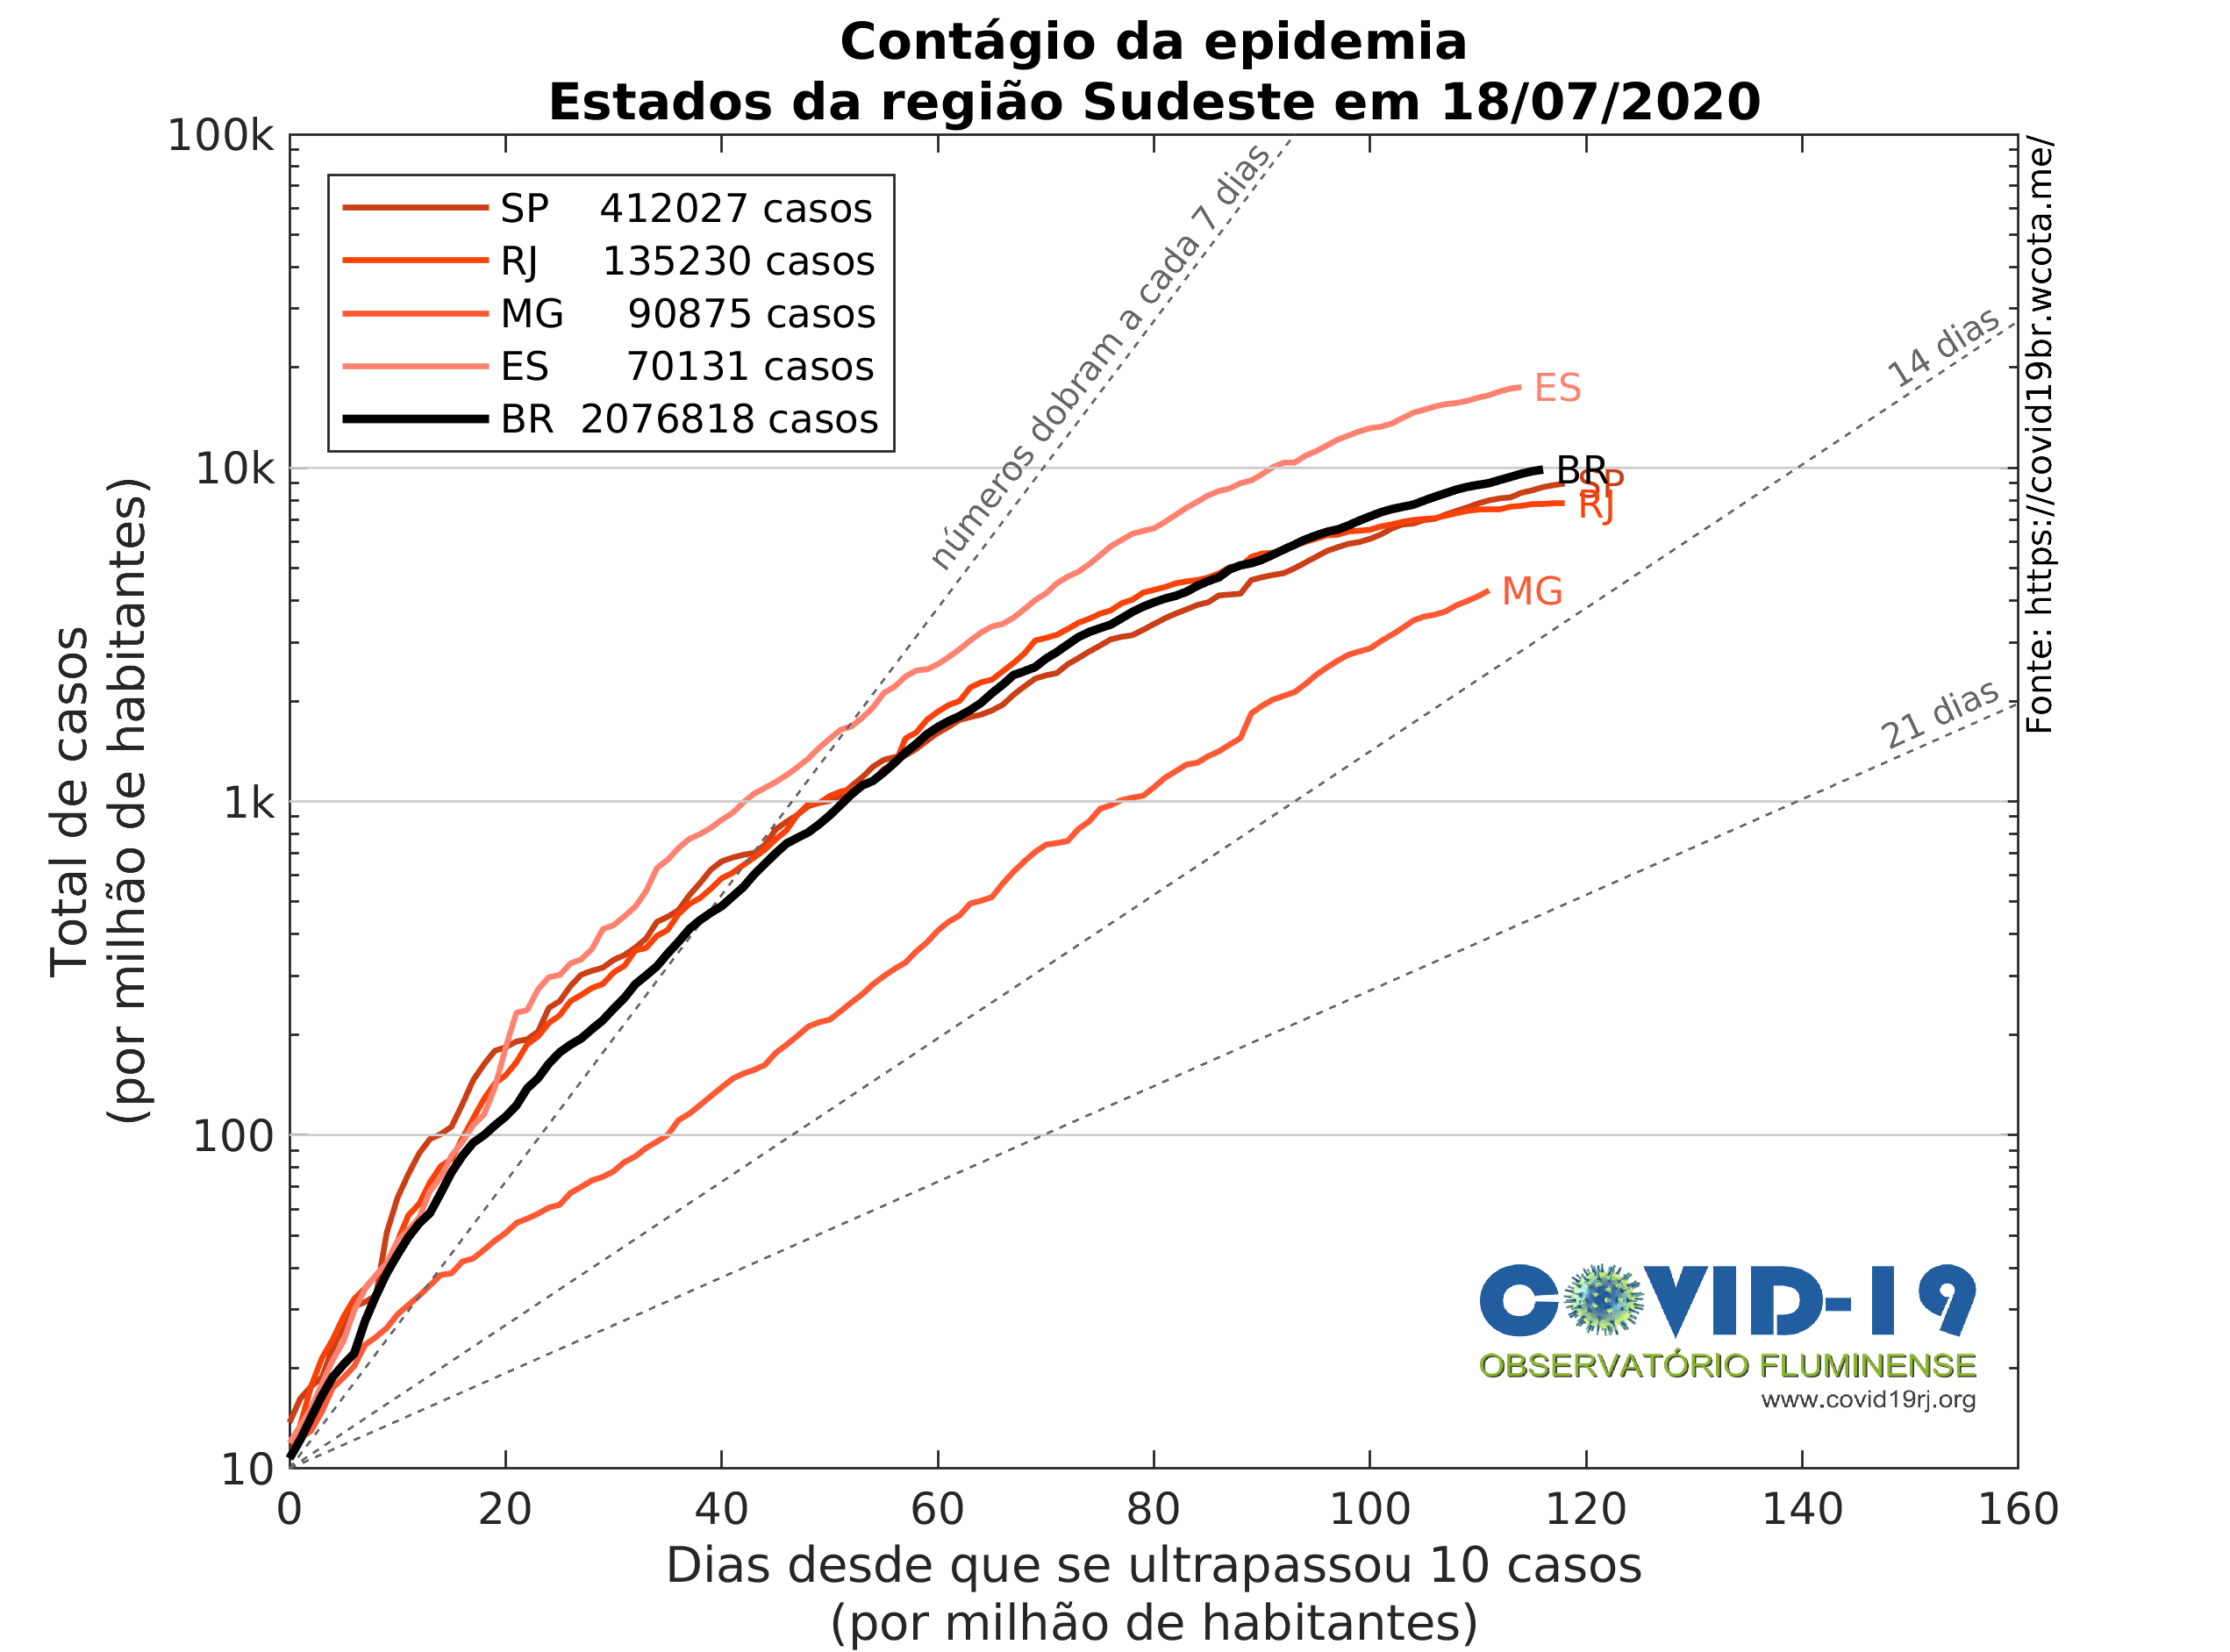 Contágio da epidemia
Estados da região Sudeste em 18/07/2020
100k
10k
1k
100
10
Total de casos
(por milhão de habitantes)
SP 412027 casos
RJ 135230 casos
MG 90875 casos
ES 70131 casos
BR 2076818 casos
números dobram a cada 7 dias
14 dias
21 dias
ES
BR
SP
RJ
MG
Fonte: https://covid19br.wcota.me/
COVID-19
OBSERVATÓRIO FLUMINENSE
www.covid19rj.org
0 20 40 60 80 100 120 140 160
Dias desde que se ultrapassou 10 casos
(por milhão de habitantes)